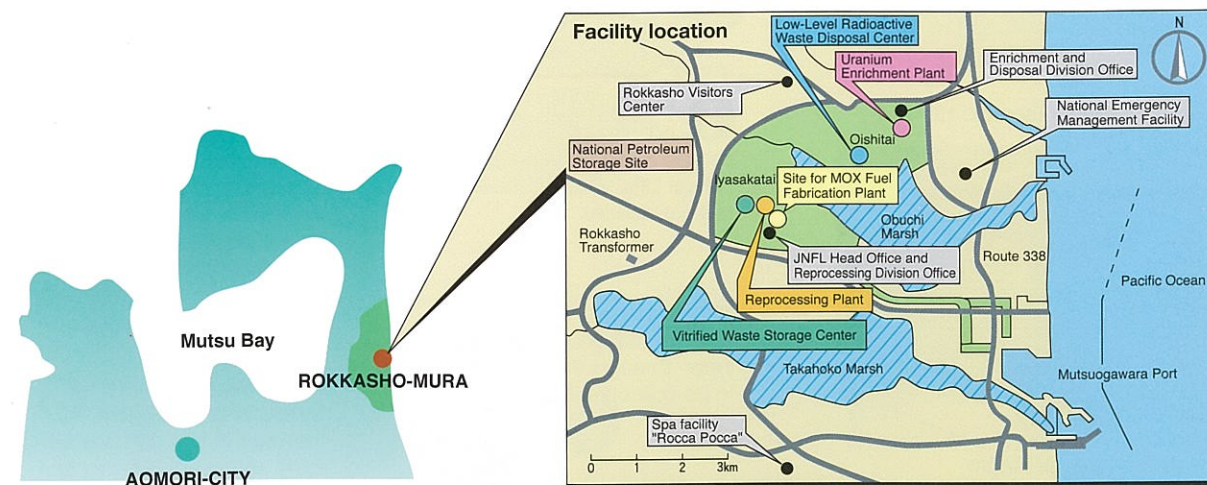 Facility location
Low-Level Radioactive
Waste Disposal Center
Uranium
Enrichment Plant
Enrichment and
Disposal Division Office
N
Rokkasho Visitors
Center
National Emergency
Management Facility
National Petroleum
Storage Site
Oishitai
Iyasakatai
Site for MOX Fuel
Fabrication Plant
Obuchi
Marsh
Rokkasho
Transformer
JNFL Head Office and
Reprocessing Division Office
Route 338
Pacific Ocean
Reprocessing Plant
Vitrified Waste Storage Center
Takahoko Marsh
Mutsuogawara Port
Spa facility
"Rocca Pocca"
0 1 2 3km
Mutsu Bay
ROKKASHO-MURA
AOMORI-CITY